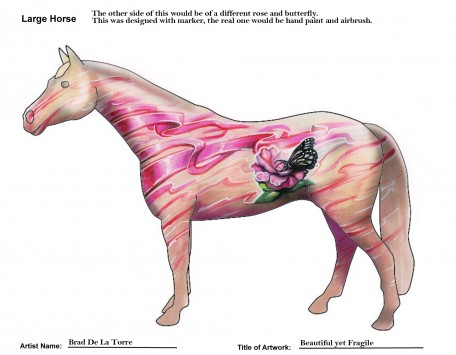 Large Horse
The other side of this would be of a different rose and butterfly.
This was designed with marker, the real one would be hand paint and airbrush.
Artist Name: Brad De La Torre
Title of Artwork: Beautiful yet Fragile